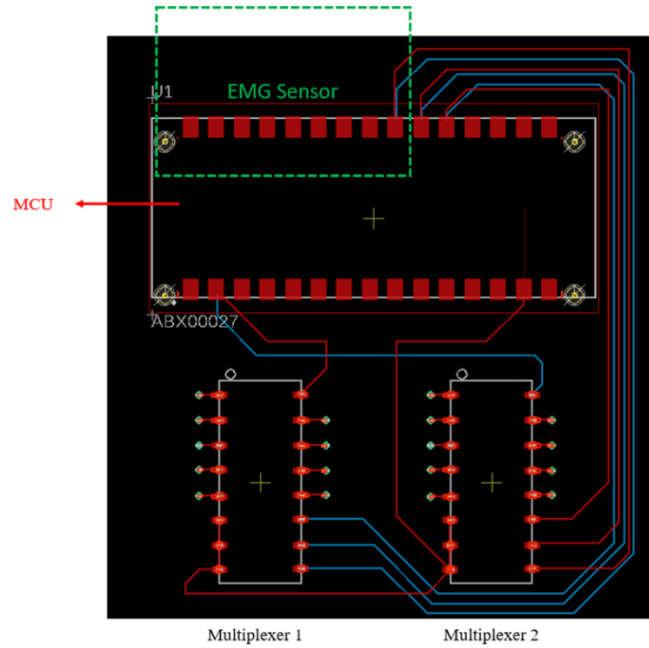 U1
EMG Sensor
MCU
ABX00027
Multiplexer 1
Multiplexer 2